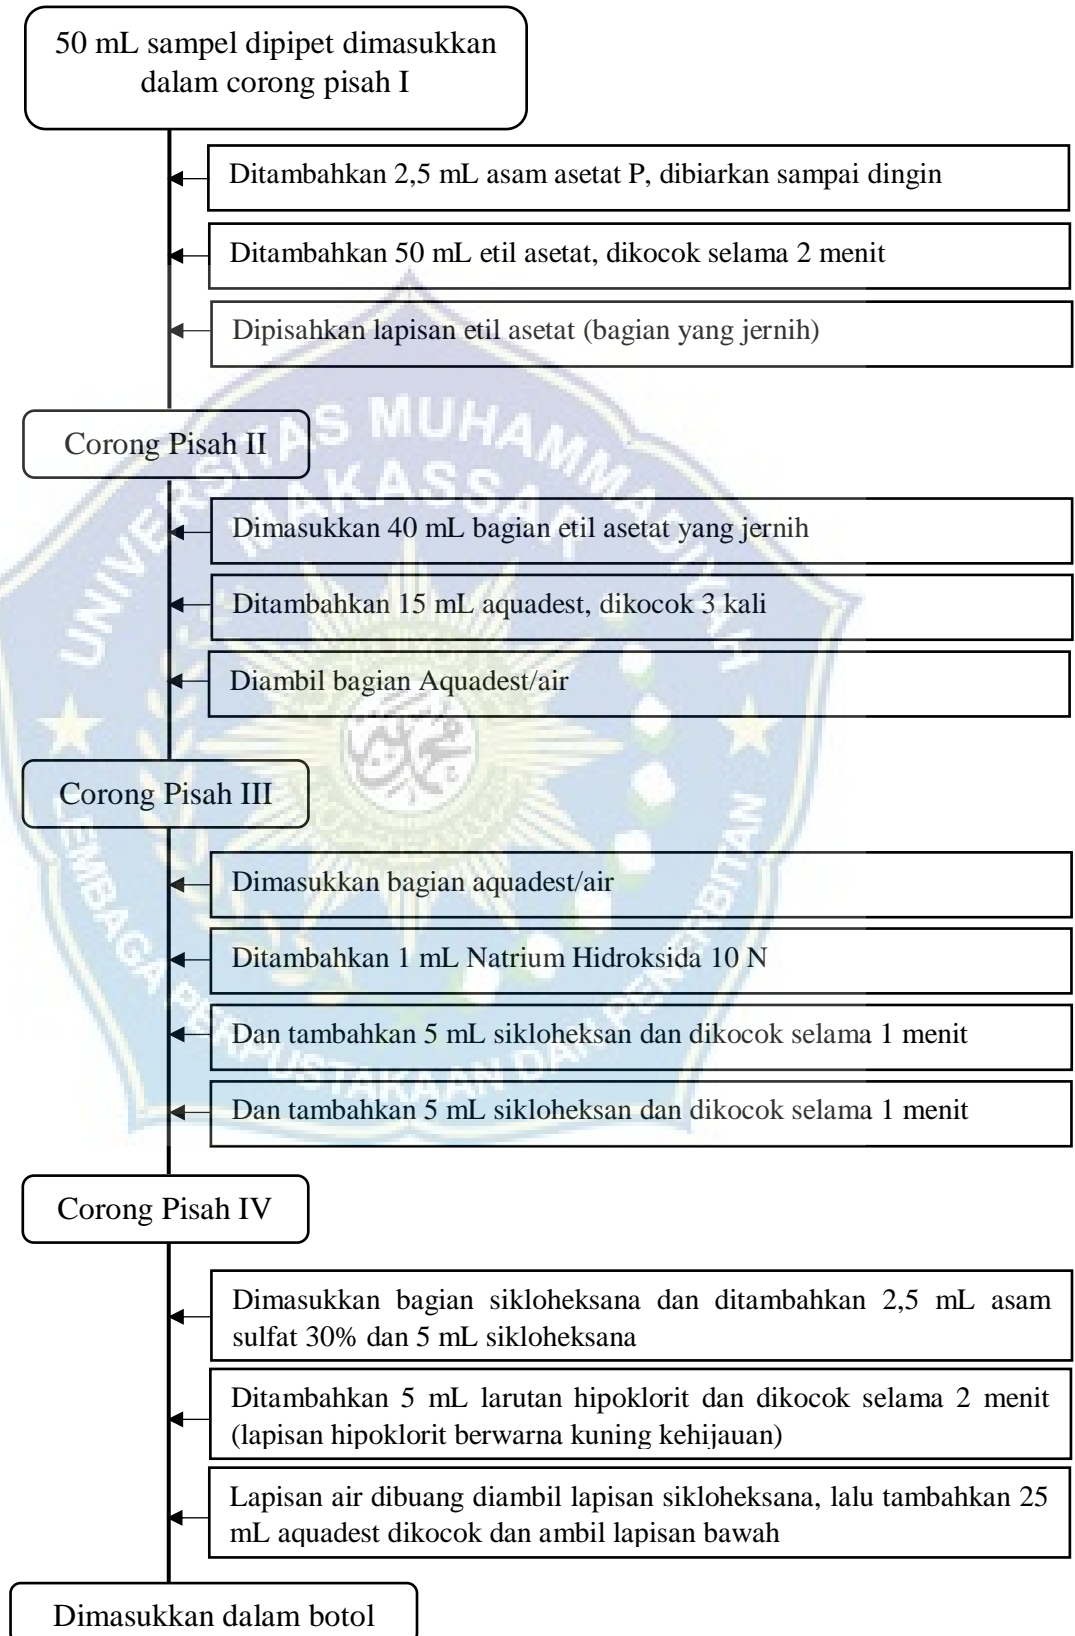 50 mL sampel dipipet dimasukkan
dalam corong pisah I
Ditambahkan 2,5 mL asam asetat P, dibiarkan sampai dingin
Ditambahkan 50 mL etil asetat, dikocok selama 2 menit
Dipisahkan lapisan etil asetat (bagian yang jernih)
UNIVERSITAS MUHAMMADIYAH
MAKASSAR
Corong Pisah II
Dimasukkan 40 mL bagian etil asetat yang jernih
Ditambahkan 15 mL aquadest, dikocok 3 kali
Diambil bagian Aquadest/air
Corong Pisah III
Dimasukkan bagian aquadest/air
Ditambahkan 1 mL Natrium Hidroksida 10 N
Dan tambahkan 5 mL sikloheksan dan dikocok selama 1 menit
Dan tambahkan 5 mL sikloheksan dan dikocok selama 1 menit
LEMBAGA PERPUSTAKAAN DAN PENERBITAN
Corong Pisah IV
Dimasukkan bagian sikloheksana dan ditambahkan 2,5 mL asam
sulfat 30% dan 5 mL sikloheksana
Ditambahkan 5 mL larutan hipoklorit dan dikocok selama 2 menit
(lapisan hipoklorit berwarna kuning kehijauan)
Lapisan air dibuang diambil lapisan sikloheksana, lalu tambahkan 25
mL aquadest dikocok dan ambil lapisan bawah
Dimasukkan dalam botol